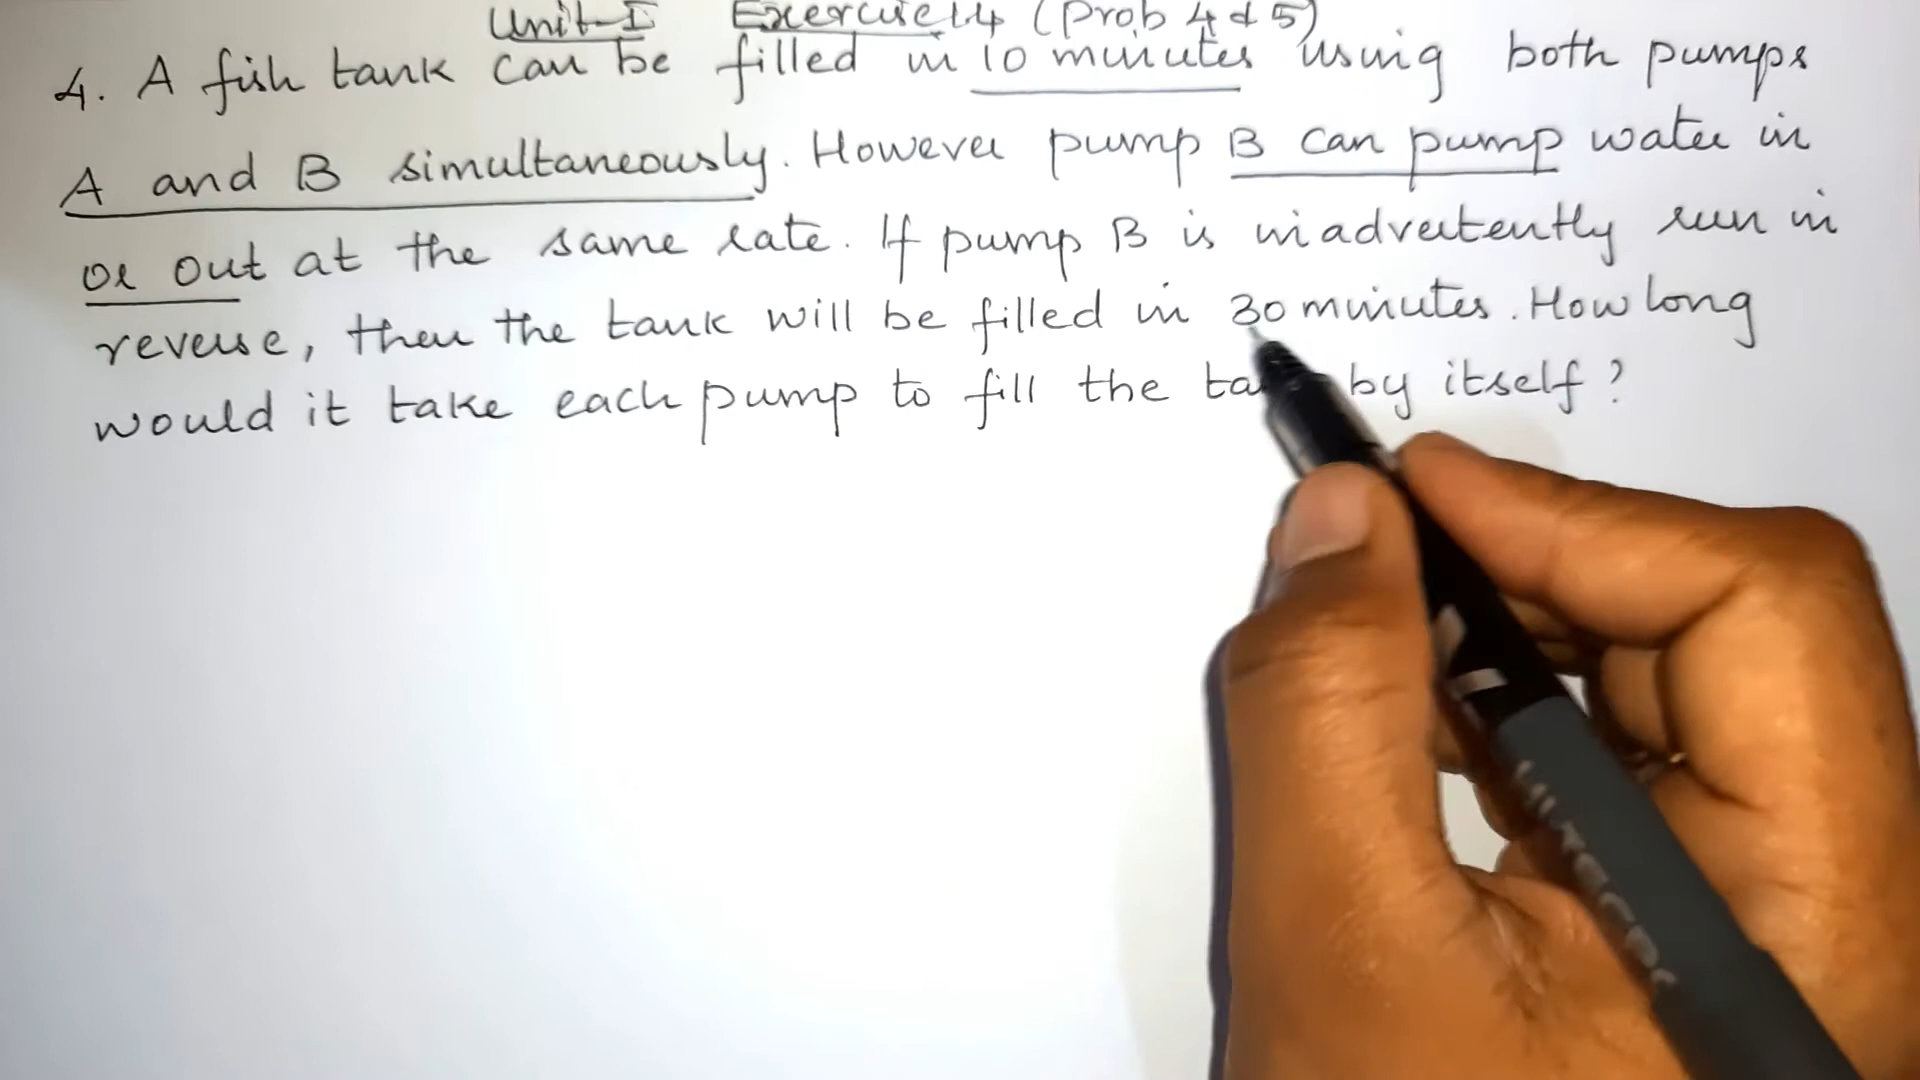 Unit-I Exercise 1.4 (Prob 4 & 5)
4. A fish tank can be filled in 10 minutes using both pumps
A and B simultaneously. However pump B can pump water in
or out at the same rate. If pump B is inadvertently run in
reverse, then the tank will be filled in 30 minutes. How long
would it take each pump to fill the ta by itself?